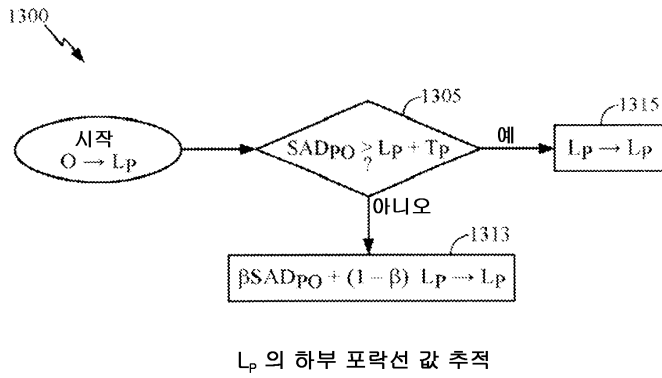 1300
시작
O → LP
1305
SADPO > LP + TP
?
예
1315
LP → LP
아니오
1313
βSADPO + (1 − β) LP → LP
LP 의 하부 포락선 값 추적